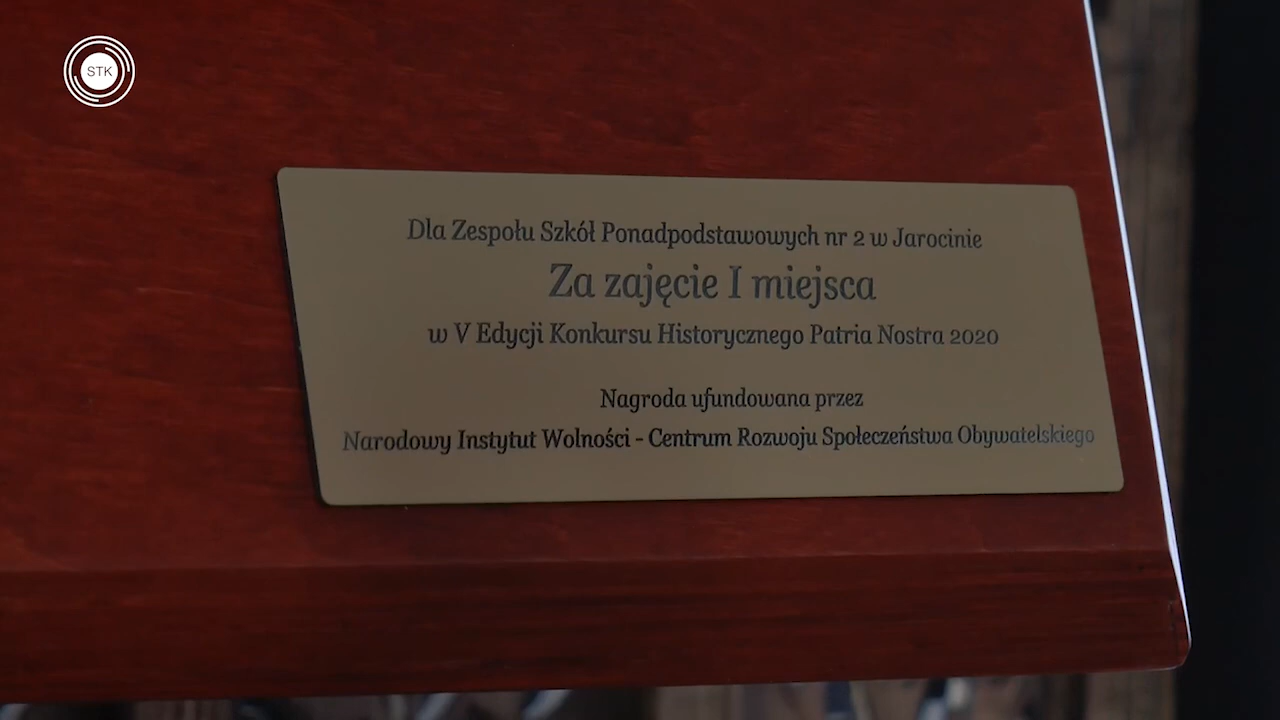 STK
Dla Zespołu Szkół Ponadpodstawowych nr 2 w Jarocinie
Za zajęcie I miejsca
w V Edycji Konkursu Historycznego Patria Nostra 2020
Nagroda ufundowana przez
Narodowy Instytut Wolności - Centrum Rozwoju Społeczeństwa Obywatelskiego